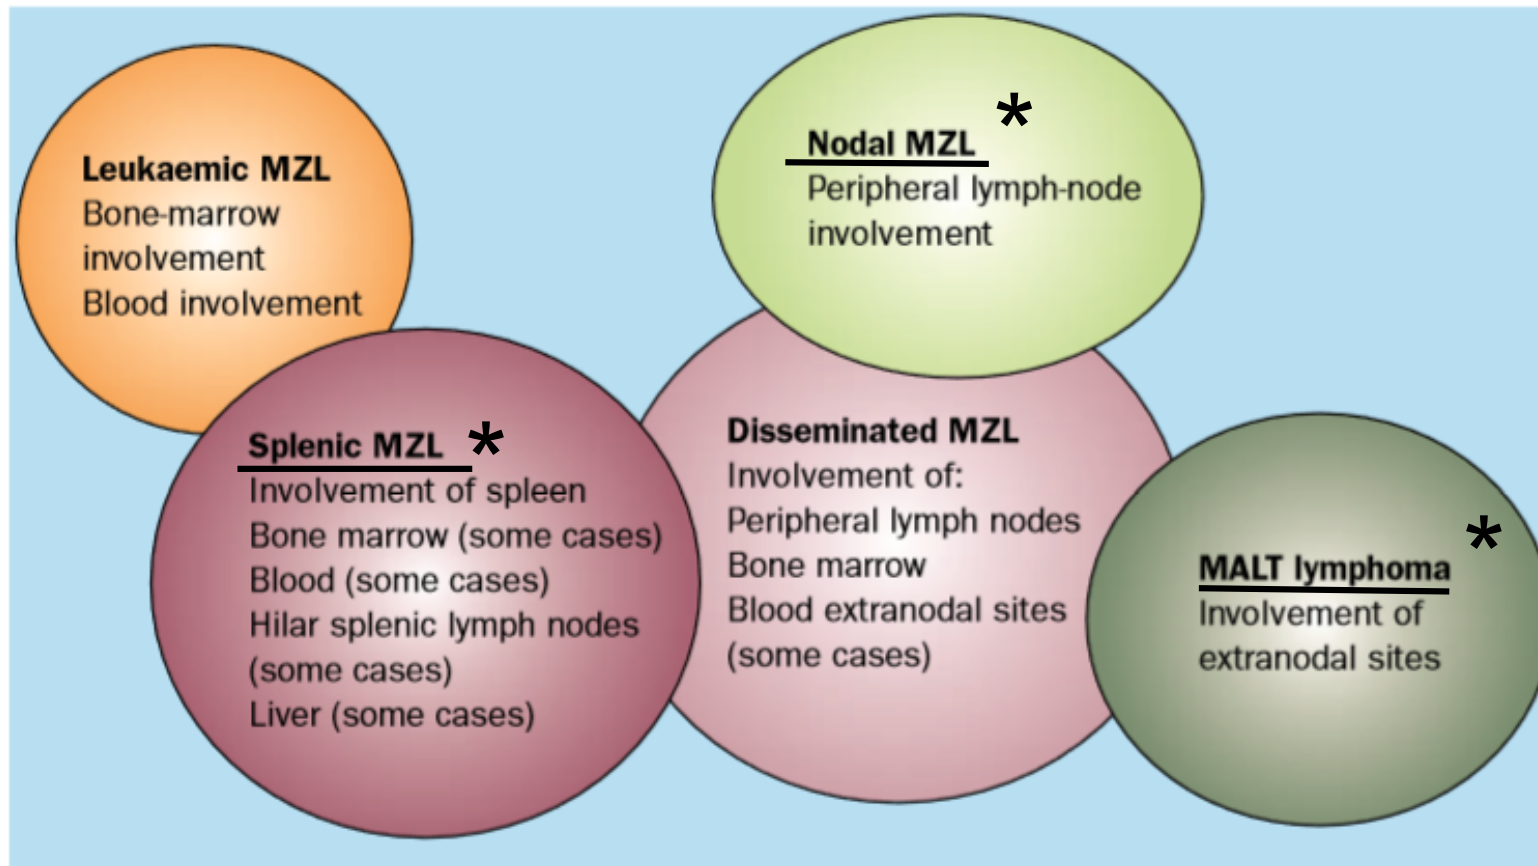 Leukaemic MZL
Bone-marrow
involvement
Blood involvement
Nodal MZL *
Peripheral lymph-node
involvement
Splenic MZL *
Involvement of spleen
Bone marrow (some cases)
Blood (some cases)
Hilar splenic lymph nodes
(some cases)
Liver (some cases)
Disseminated MZL
Involvement of:
Peripheral lymph nodes
Bone marrow
Blood extranodal sites
(some cases)
MALT lymphoma *
Involvement of
extranodal sites